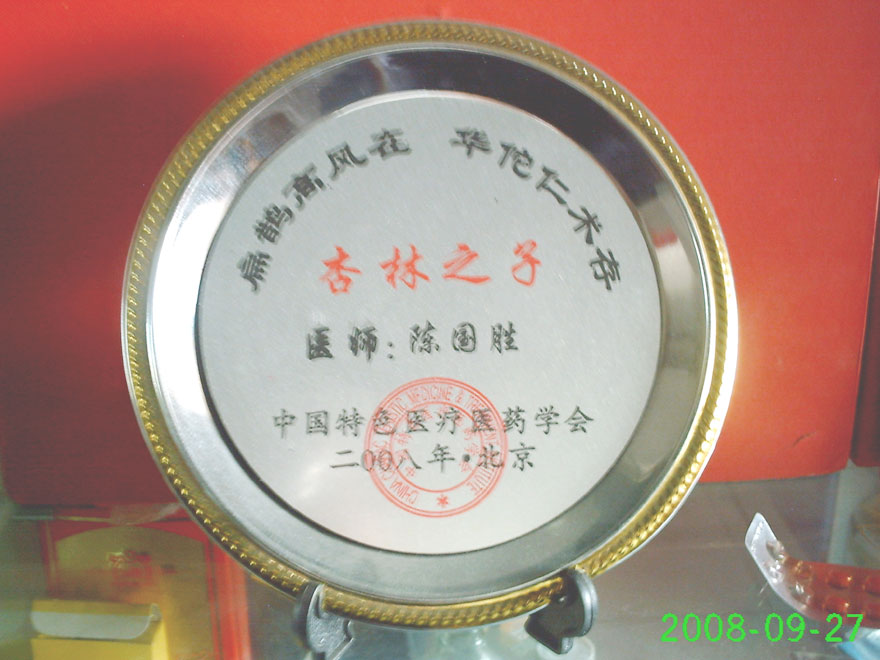 扁鹊高风在 华佗仁术存
杏林之子
医师:陈国胜
中国特色医疗医药学会
二00八年·北京
2008-09-27